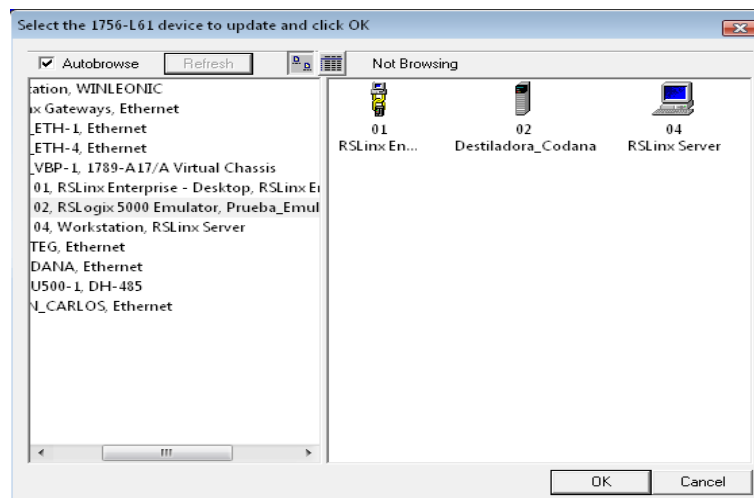 Select the 1756-L61 device to update and click OK
Autobrowse
Refresh
Not Browsing
:ation, WINLEONIC
ıx Gateways, Ethernet
_ETH-1, Ethernet
_ETH-4, Ethernet
_VBP-1, 1789-A17/A Virtual Chassis
01, RSLinx Enterprise - Desktop, RSLinx Er
02, RSLogix 5000 Emulator, Prueba_Emul
04, Workstation, RSLinx Server
TEG, Ethernet
DANA, Ethernet
U500-1, DH-485
N_CARLOS, Ethernet
01
RSLinx En...
02
Destiladora_Codana
04
RSLinx Server
OK
Cancel